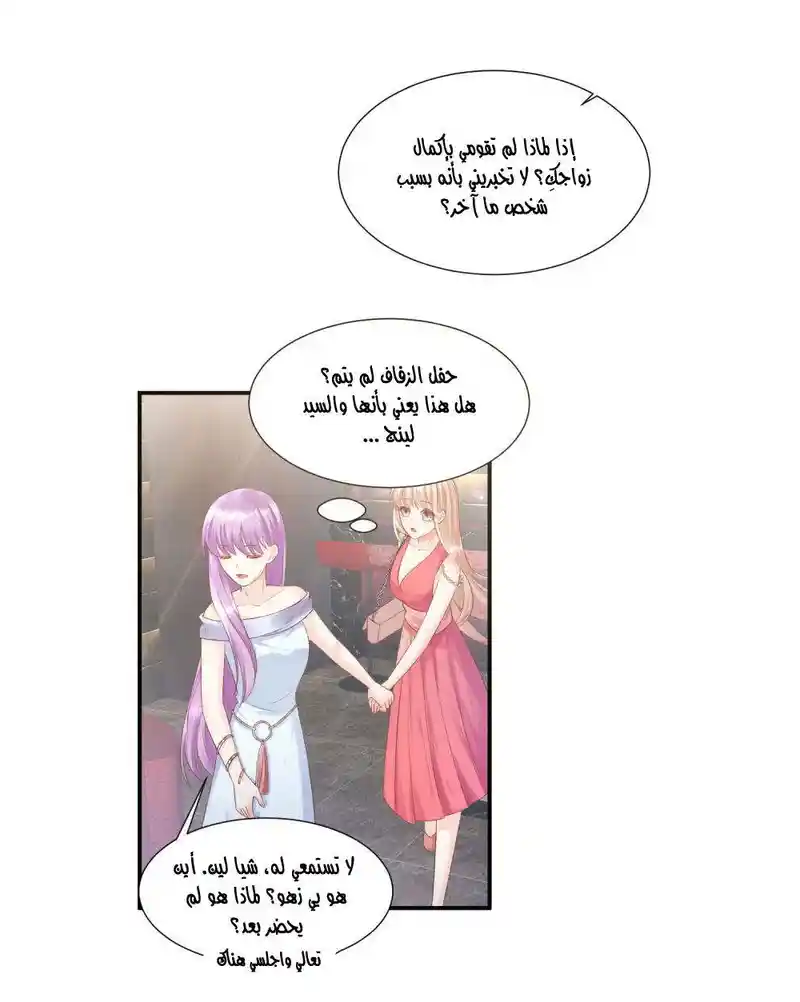 إذا لماذا لم تقومي بإكمال
زواجكِ؟ لا تخبريني بأنه بسبب
شخص ما آخر؟
حفل الزفاف لم يتم؟
هل هذا يعني بأنها والسيد
لينج ...
لا تستمعي له، شيا لين. أين
هو يي زهو؟ لماذا هو لم
يحضر بعد؟
تعالي واجلسي هناك